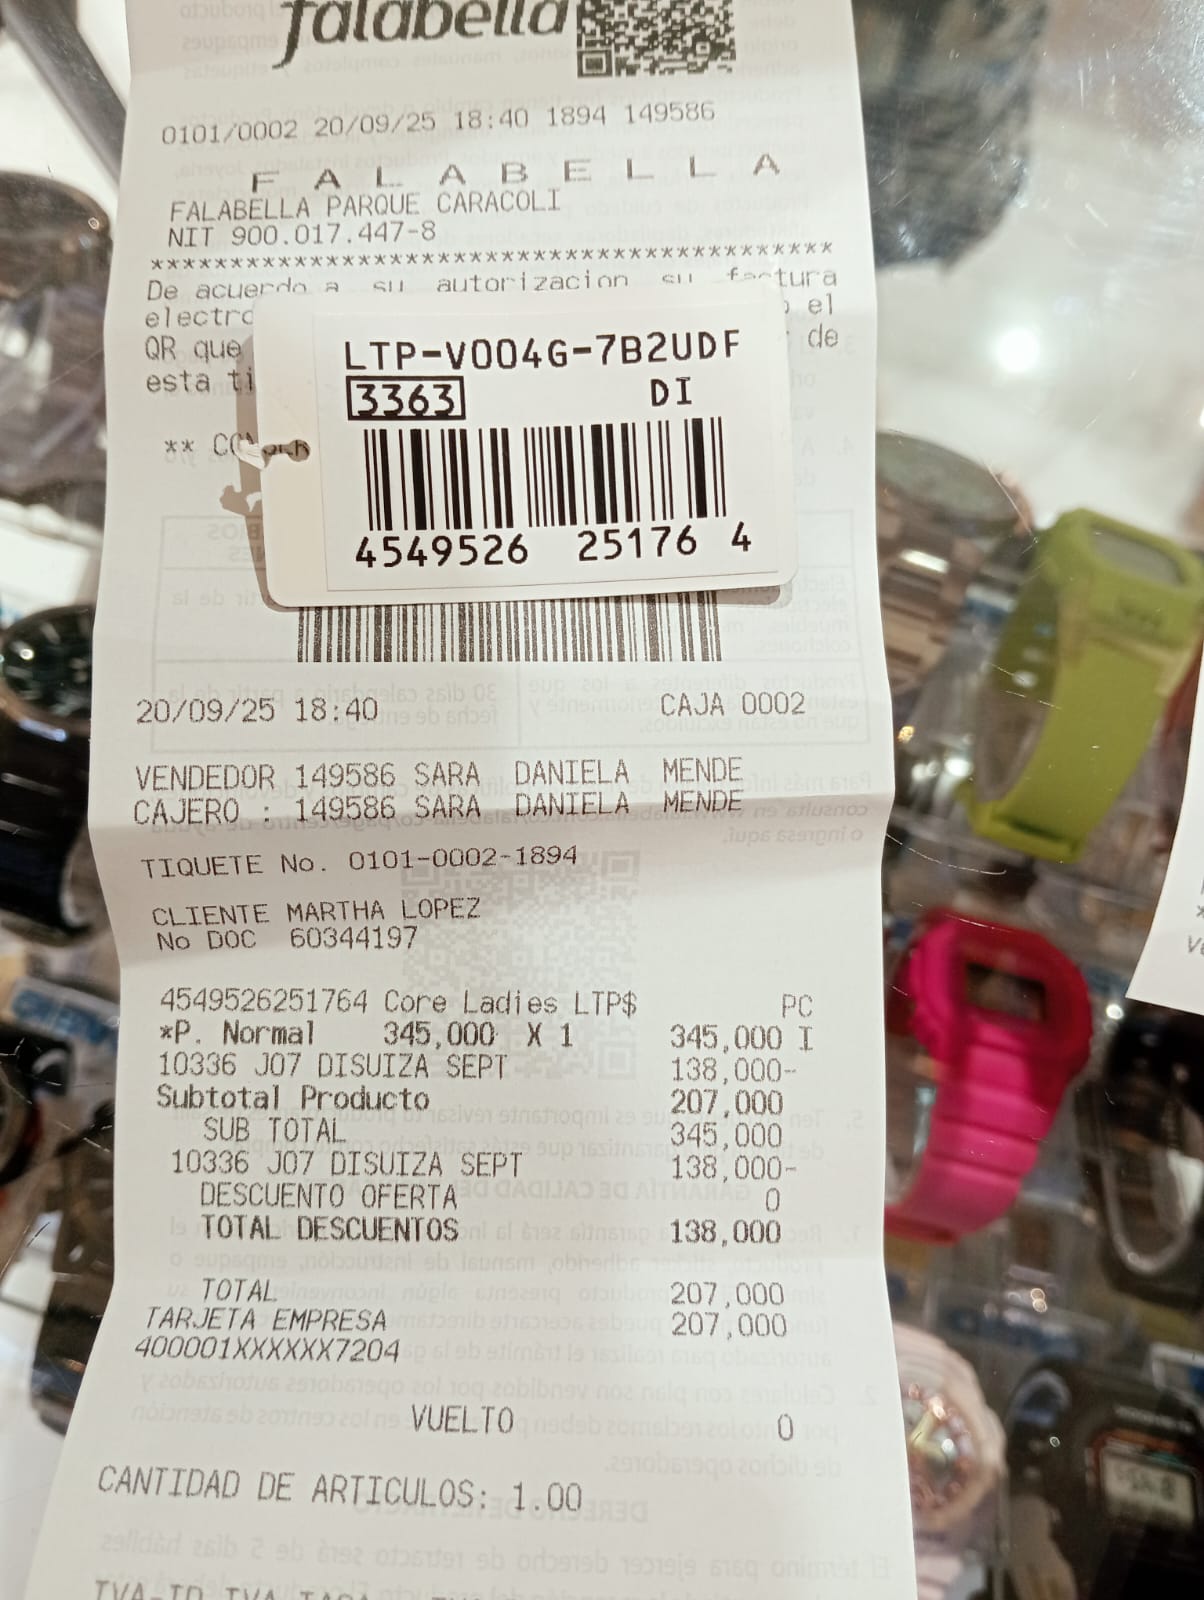 falabella
0101/0002 20/09/25 18:40 1894 149586
F A L A B E L L A
FALABELLA PARQUE CARACOLI
NIT 900.017.447-8
******************************************
De acuerdo a su autorizacion su factura
el
QR que de
esta
LTP-V004G-7B2UDF
3363 DI
**
4549526 25176 4
20/09/25 18:40 CAJA 0002
VENDEDOR 149586 SARA DANIELA MENDE
CAJERO : 149586 SARA DANIELA MENDE
TIQUETE No. 0101-0002-1894
CLIENTE MARTHA LOPEZ
No DOC 60344197
4549526251764 Core Ladies LTP$ PC
*P. Normal 345,000 X 1 345,000 I
10336 J07 DISUIZA SEPT 138,000-
Subtotal Producto 207,000
SUB TOTAL 345,000
10336 J07 DISUIZA SEPT 138,000-
DESCUENTO OFERTA 0
TOTAL DESCUENTOS 138,000
TOTAL 207,000
TARJETA EMPRESA 207,000
400001XXXXXX7204
VUELTO 0
CANTIDAD DE ARTICULOS: 1.00